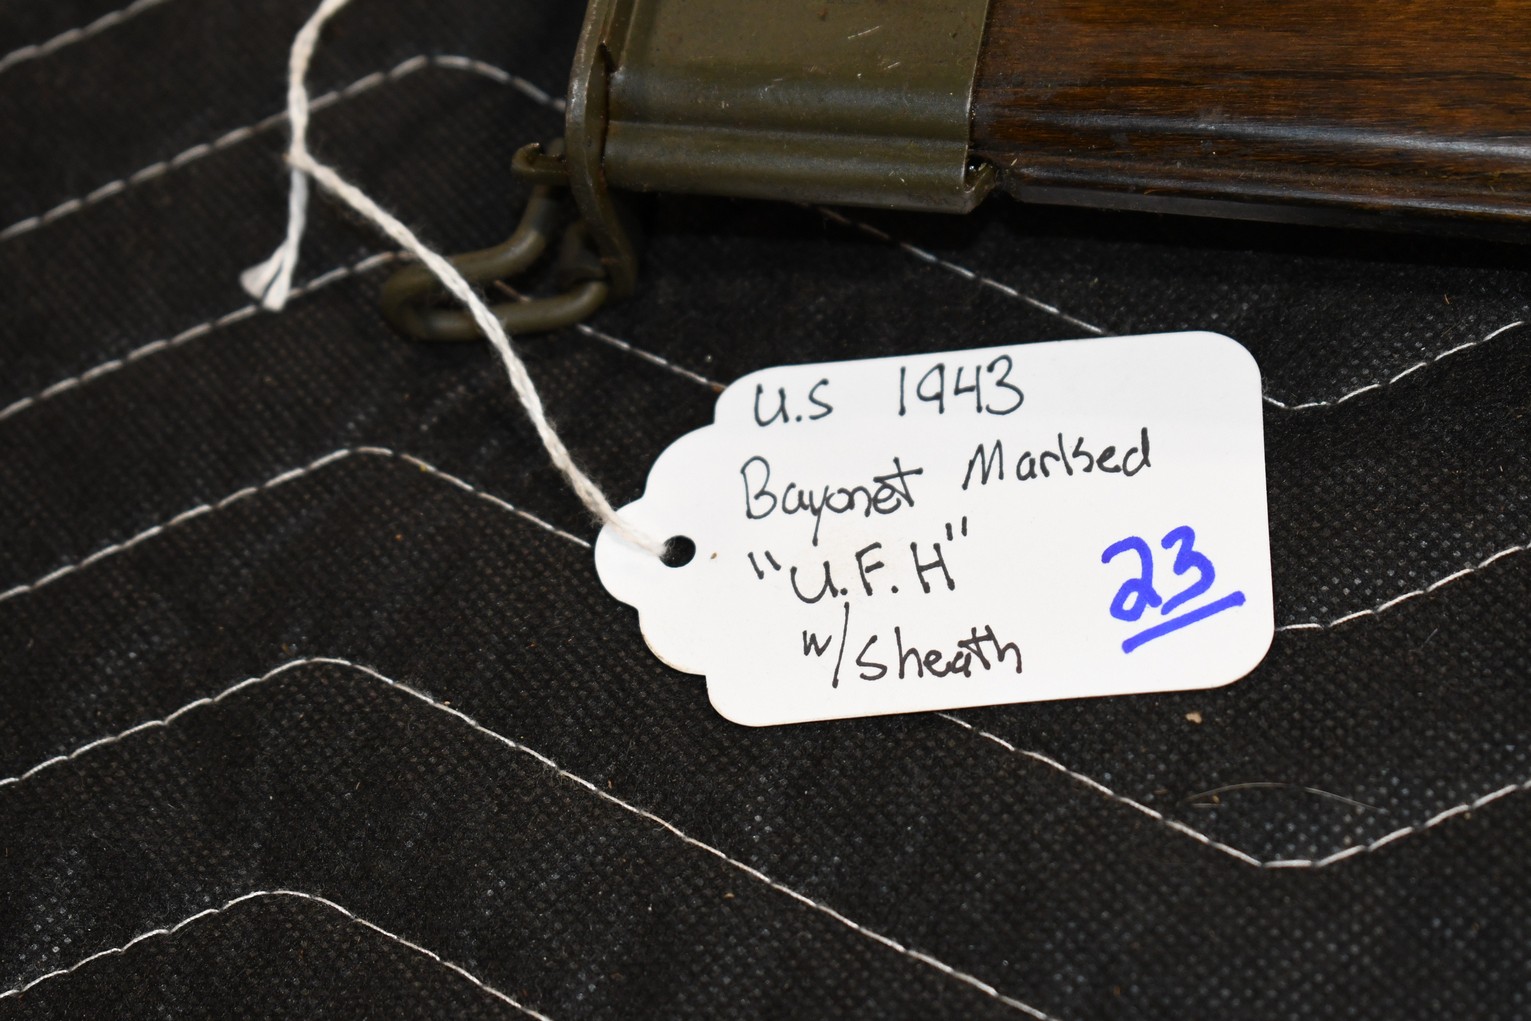 U.S 1943
Bayonet Marked
"U.F.H"
w/sheath
23